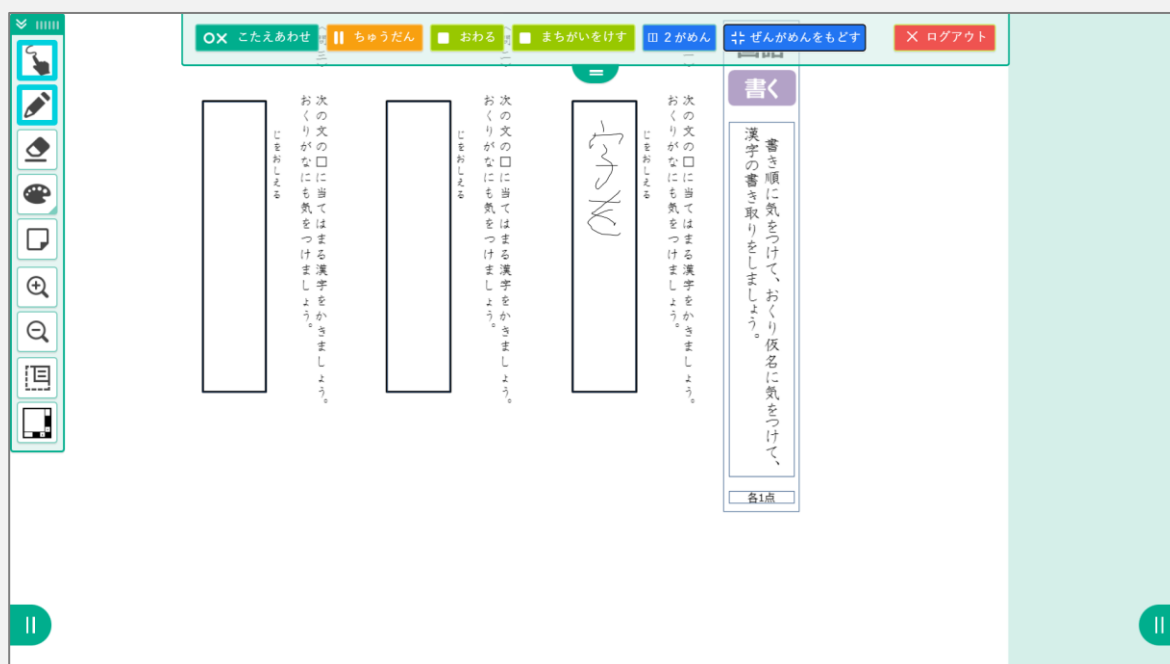 こたえあわせ
ちゅうだん
おわる
まちがいをけす
2がめん
ぜんがめんをもどす
ログアウト
書く
書き順に気をつけて、おくり仮名に気をつけて、
漢字の書き取りをしましょう。
各1点
次の文の□に当てはまる漢字をかきましょう。
おくりがなにも気をつけましょう。
じをおしえる
字を
次の文の□に当てはまる漢字をかきましょう。
おくりがなにも気をつけましょう。
じをおしえる
次の文の□に当てはまる漢字をかきましょう。
おくりがなにも気をつけましょう。
じをおしえる